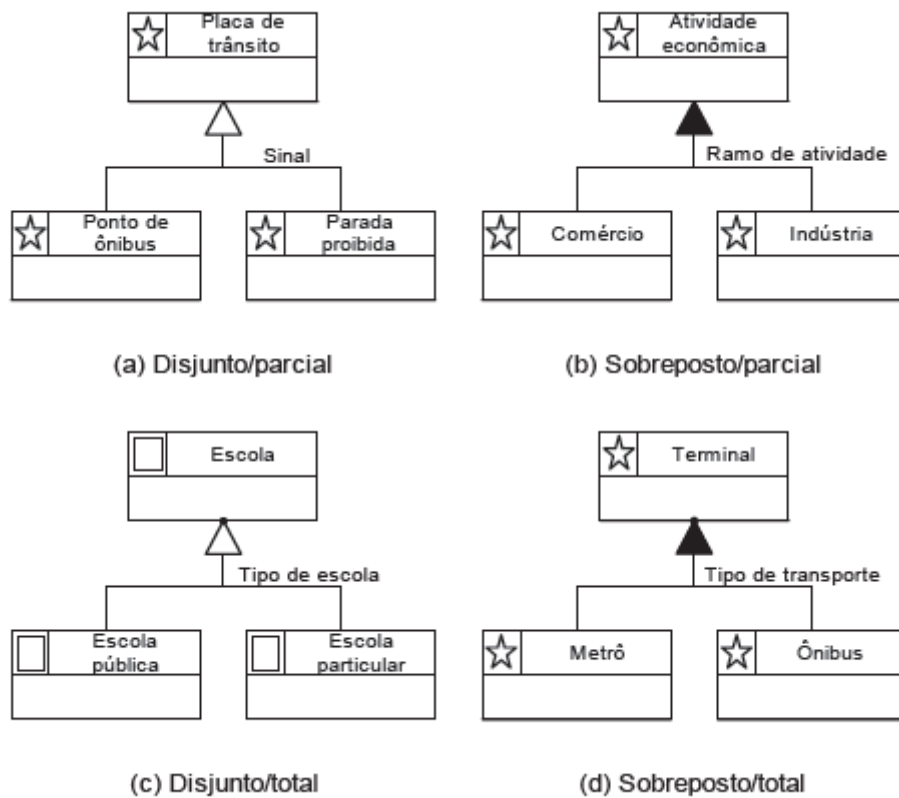 Placa de
trânsito
Sinal
Ponto de
ônibus
Parada
proibida
(a) Disjunto/parcial
Atividade
econômica
Ramo de atividade
Comércio
Indústria
(b) Sobreposto/parcial
Escola
Tipo de escola
Escola
pública
Escola
particular
(c) Disjunto/total
Terminal
Tipo de transporte
Metrô
Ônibus
(d) Sobreposto/total